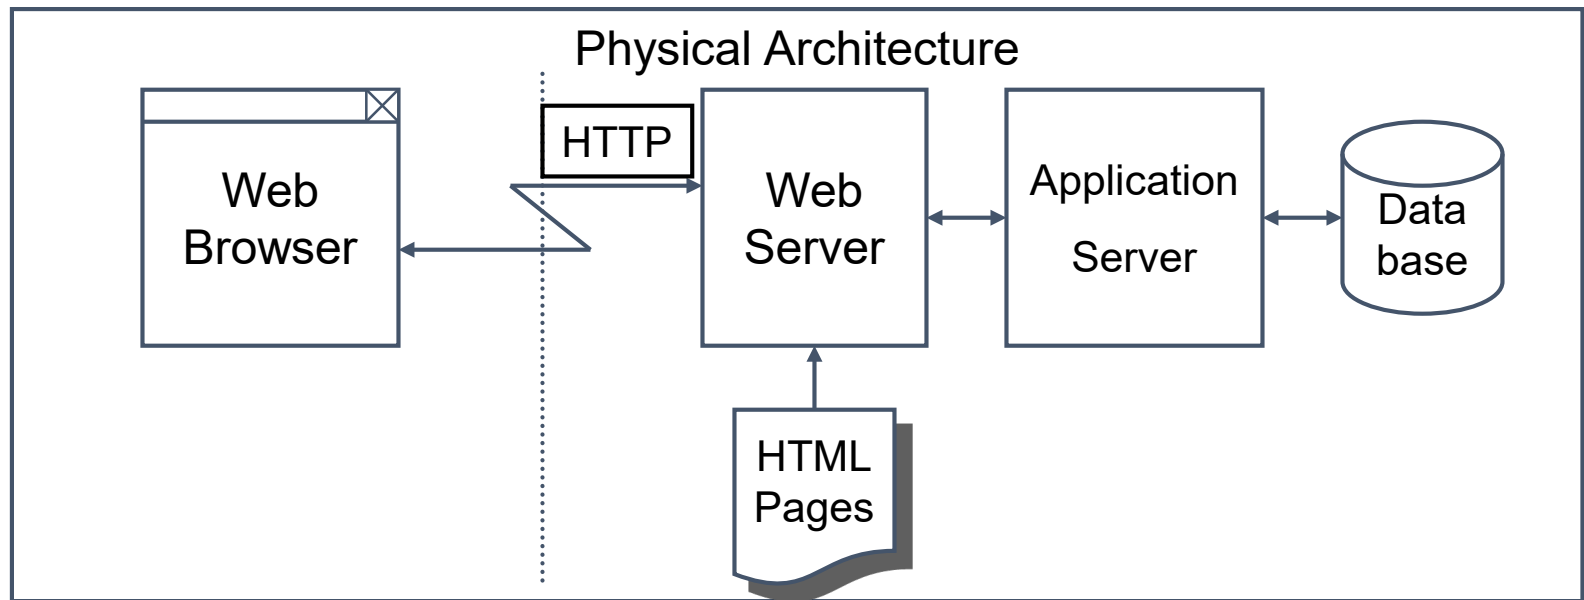 Physical Architecture
Web
Browser
HTTP
Web
Server
Application
Server
Data
base
HTML
Pages